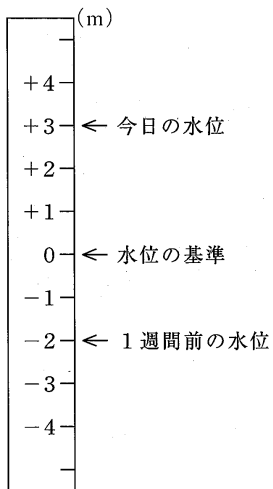 (m)
+4
+3 ← 今日の水位
+2
+1
0 ← 水位の基準
-1
-2 ← 1週間前の水位
-3
-4